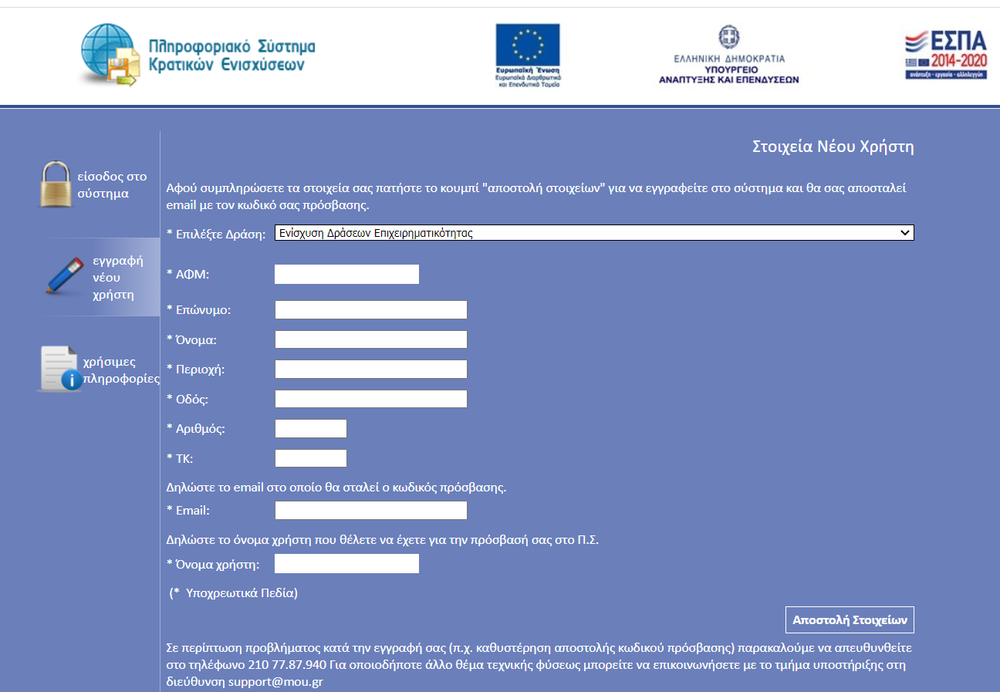 Πληροφοριακό Σύστημα
Κρατικών Ενισχύσεων
Ευρωπαϊκή Ένωση
Ευρωπαϊκά Διαρθρωτικά
και Επενδυτικά Ταμεία
ΕΛΛΗΝΙΚΗ ΔΗΜΟΚΡΑΤΙΑ
ΥΠΟΥΡΓΕΙΟ
ΑΝΑΠΤΥΞΗΣ ΚΑΙ ΕΠΕΝΔΥΣΕΩΝ
ΕΣΠΑ
2014-2020
ανάπτυξη - εργασία - αλληλεγγύη
είσοδος στο
σύστημα
εγγραφή
νέου
χρήστη
χρήσιμες
πληροφορίες
Στοιχεία Νέου Χρήστη
Αφού συμπληρώσετε τα στοιχεία σας πατήστε το κουμπί "αποστολή στοιχείων" για να εγγραφείτε στο σύστημα και θα σας αποσταλεί
email με τον κωδικό σας πρόσβασης.
* Επιλέξτε Δράση: Ενίσχυση Δράσεων Επιχειρηματικότητας
* ΑΦΜ:
* Επώνυμο:
* Όνομα:
* Περιοχή:
* Οδός:
* Αριθμός:
* ΤΚ:
Δηλώστε το email στο οποίο θα σταλεί ο κωδικός πρόσβασης.
* Email:
Δηλώστε το όνομα χρήστη που θέλετε να έχετε για την πρόσβασή σας στο Π.Σ.
* Όνομα χρήστη:
(* Υποχρεωτικά Πεδία)
Αποστολή Στοιχείων
Σε περίπτωση προβλήματος κατά την εγγραφή σας (π.χ. καθυστέρηση αποστολής κωδικού πρόσβασης) παρακαλούμε να απευθυνθείτε
στο τηλέφωνο 210 77.87.940 Για οποιοδήποτε άλλο θέμα τεχνικής φύσεως μπορείτε να επικοινωνήσετε με το τμήμα υποστήριξης στη
διεύθυνση support@mou.gr